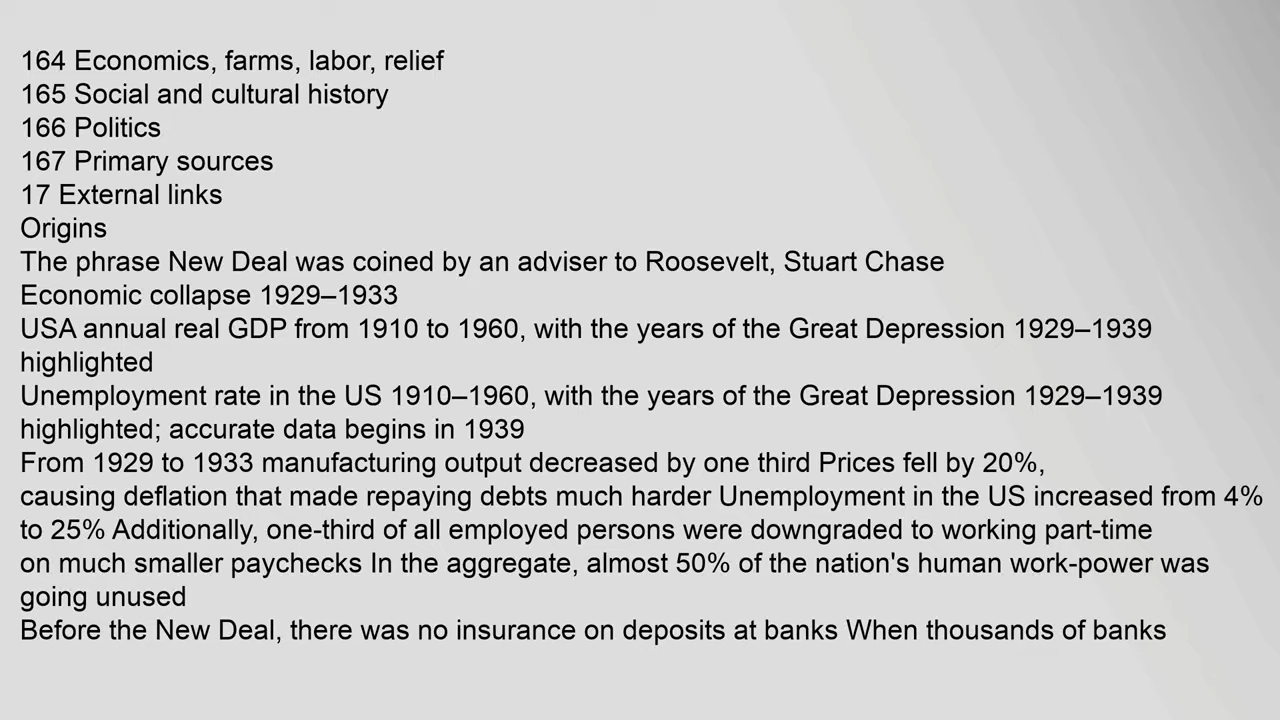 164 Economics, farms, labor, relief
165 Social and cultural history
166 Politics
167 Primary sources
17 External links
Origins
The phrase New Deal was coined by an adviser to Roosevelt, Stuart Chase
Economic collapse 1929–1933
USA annual real GDP from 1910 to 1960, with the years of the Great Depression 1929–1939
highlighted
Unemployment rate in the US 1910–1960, with the years of the Great Depression 1929–1939
highlighted; accurate data begins in 1939
From 1929 to 1933 manufacturing output decreased by one third Prices fell by 20%,
causing deflation that made repaying debts much harder Unemployment in the US increased from 4%
to 25% Additionally, one-third of all employed persons were downgraded to working part-time
on much smaller paychecks In the aggregate, almost 50% of the nation's human work-power was
going unused
Before the New Deal, there was no insurance on deposits at banks When thousands of banks